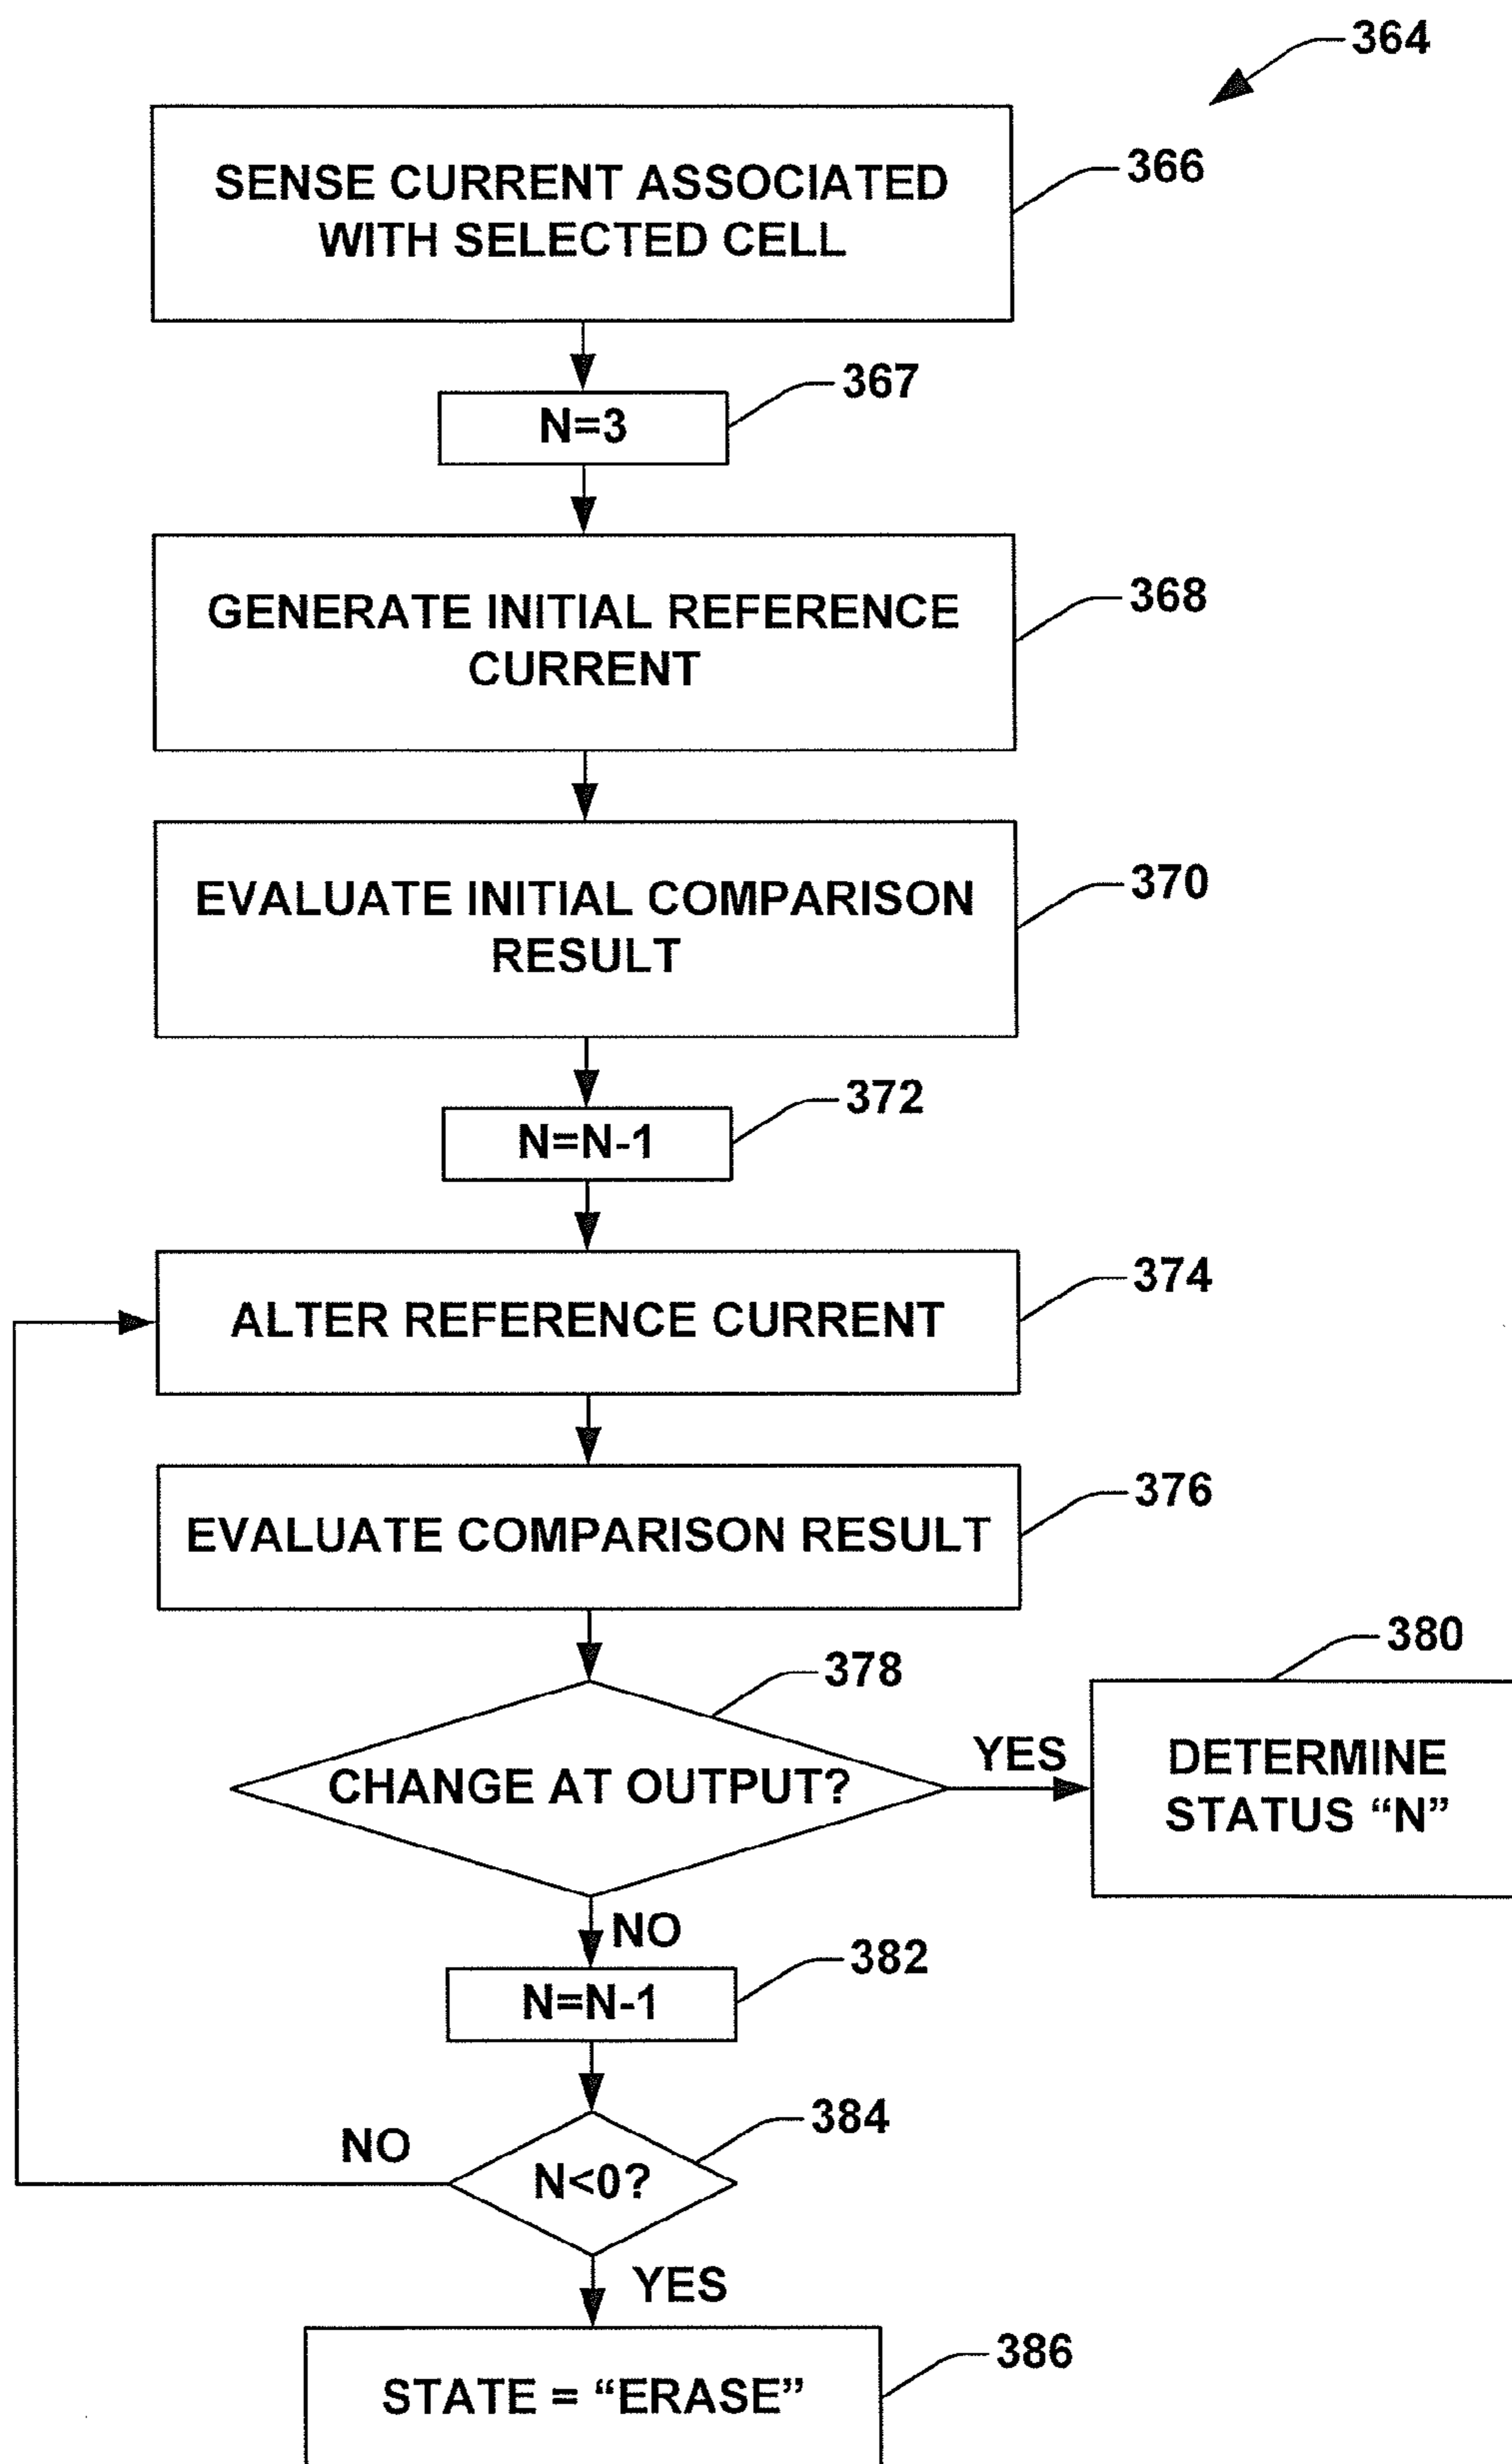 364
SENSE CURRENT ASSOCIATED
WITH SELECTED CELL
366
367
N=3
GENERATE INITIAL REFERENCE
CURRENT
368
EVALUATE INITIAL COMPARISON
RESULT
370
372
N=N-1
374
ALTER REFERENCE CURRENT
376
EVALUATE COMPARISON RESULT
378
380
CHANGE AT OUTPUT?
YES
DETERMINE
STATUS “N”
NO
382
N=N-1
384
NO
N<0?
YES
386
STATE = “ERASE”